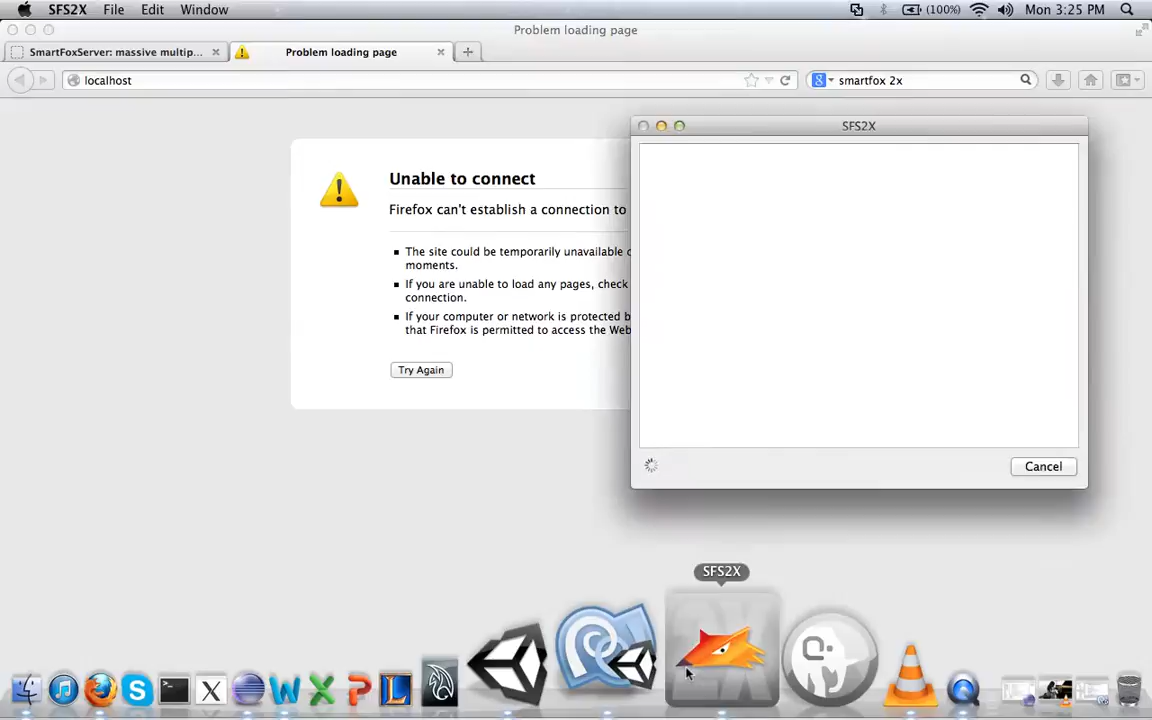 SFS2X File Edit Window (100%) Mon 3:25 PM
Problem loading page
SmartFoxServer: massive multip... Problem loading page
localhost
smartfox 2x
SFS2X
Unable to connect
Firefox can't establish a connection to
The site could be temporarily unavailable
moments.
If you are unable to load any pages, check
connection.
If your computer or network is protected
that Firefox is permitted to access the Web
Try Again
Cancel
SFS2X